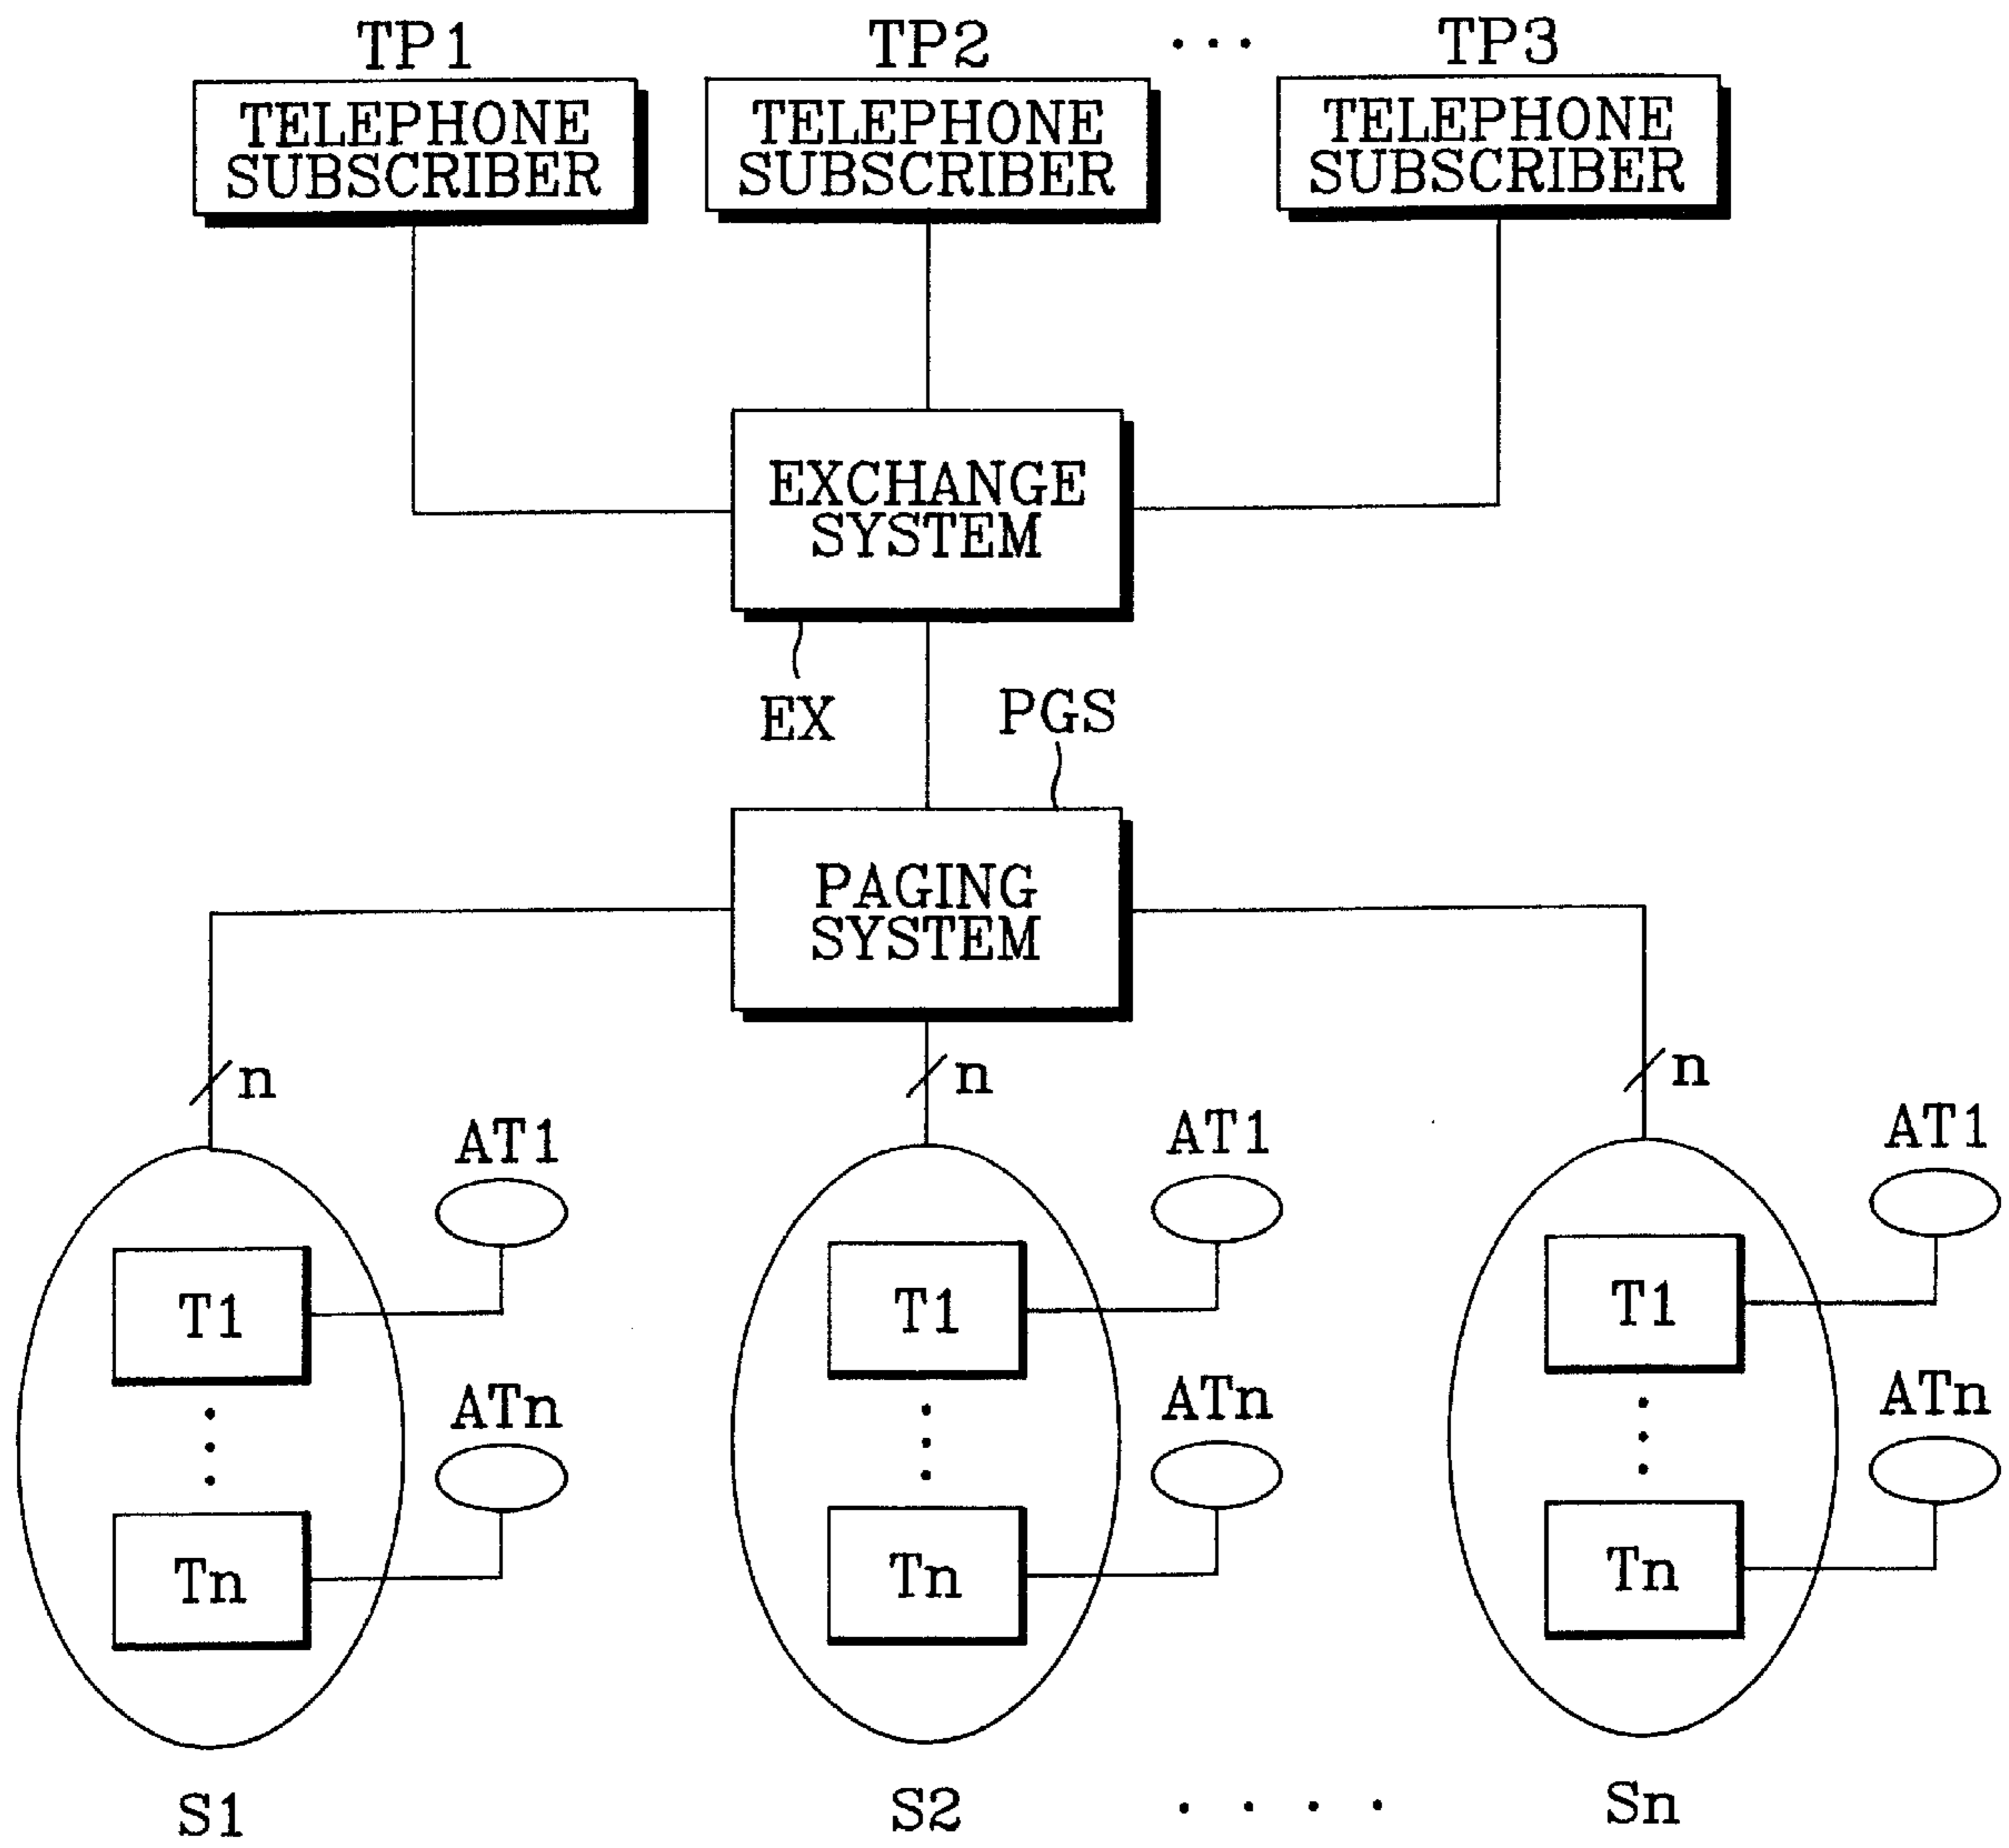 TP1 TP2 ... TP3
TELEPHONE SUBSCRIBER
TELEPHONE SUBSCRIBER
TELEPHONE SUBSCRIBER
EXCHANGE
SYSTEM
EX
PGS
PAGING
SYSTEM
n n n
AT1 AT1 AT1
T1 T1 T1
ATn ATn ATn
Tn Tn Tn
S1 S2 .... Sn